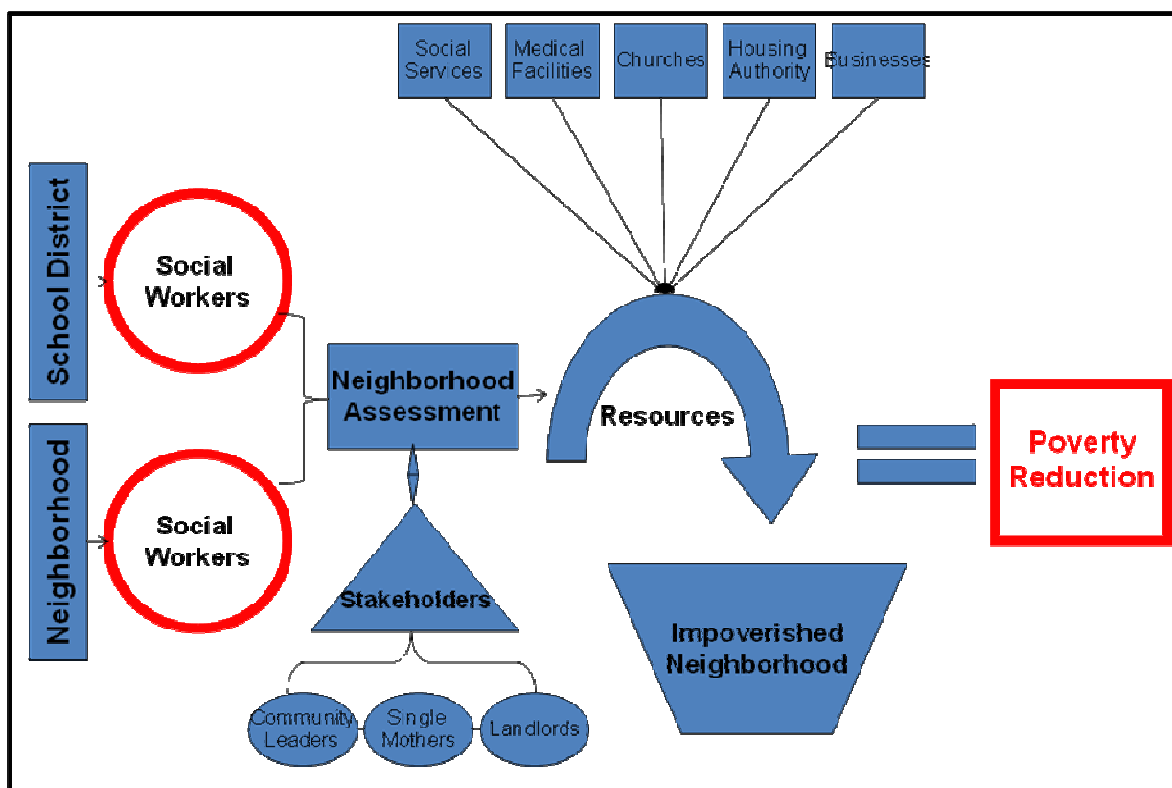 Social
Services
Medical
Facilities
Churches
Housing
Authority
Businesses
School District
Social
Workers
Neighborhood
Assessment
Resources
Poverty
Reduction
Neighborhood
Social
Workers
Stakeholders
Impoverished
Neighborhood
Community
Leaders
Single
Mothers
Landlords